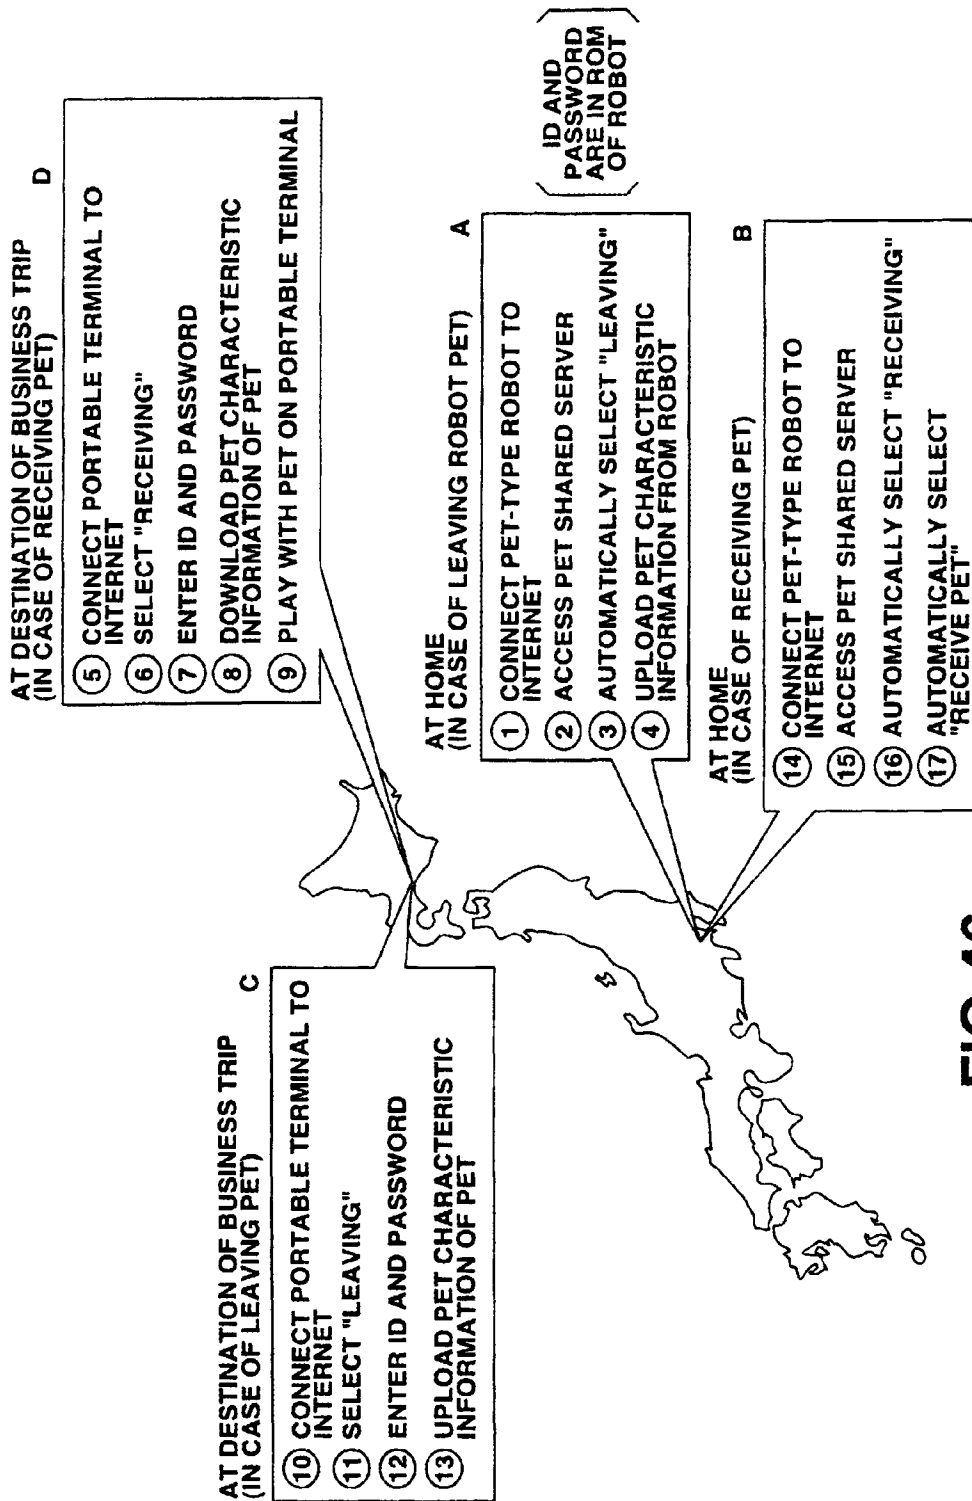 AT DESTINATION OF BUSINESS TRIP
(IN CASE OF RECEIVING PET)
D
5 CONNECT PORTABLE TERMINAL TO
INTERNET
6 SELECT "RECEIVING"
7 ENTER ID AND PASSWORD
8 DOWNLOAD PET CHARACTERISTIC
INFORMATION OF PET
9 PLAY WITH PET ON PORTABLE TERMINAL
AT HOME
(IN CASE OF LEAVING ROBOT PET)
A
1 CONNECT PET-TYPE ROBOT TO
INTERNET
2 ACCESS PET SHARED SERVER
3 AUTOMATICALLY SELECT "LEAVING"
4 UPLOAD PET CHARACTERISTIC
INFORMATION FROM ROBOT
ID AND
PASSWORD
ARE IN ROM
OF ROBOT
AT HOME
(IN CASE OF RECEIVING PET)
B
14 CONNECT PET-TYPE ROBOT TO
INTERNET
15 ACCESS PET SHARED SERVER
16 AUTOMATICALLY SELECT "RECEIVING"
17 AUTOMATICALLY SELECT
"RECEIVE PET"
AT DESTINATION OF BUSINESS TRIP
(IN CASE OF LEAVING PET)
C
10 CONNECT PORTABLE TERMINAL TO
INTERNET
11 SELECT "LEAVING"
12 ENTER ID AND PASSWORD
13 UPLOAD PET CHARACTERISTIC
INFORMATION OF PET